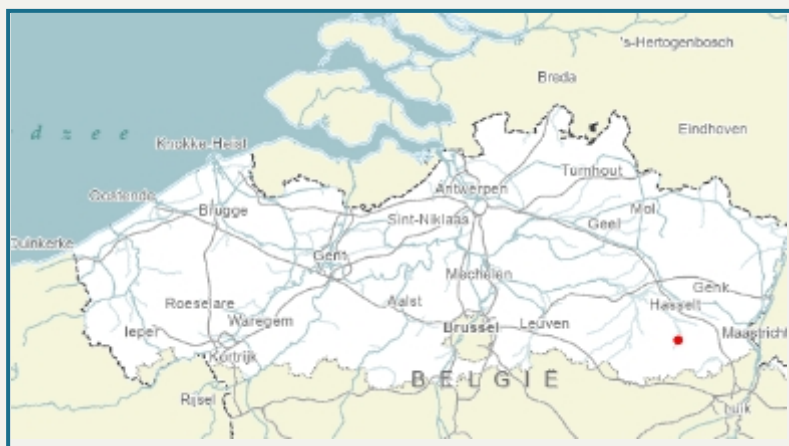 's-Hertogenbosch
Breda
Eindhoven
d z e e
Knokke-Heist
Turnhout
Antwerpen
Oostende
Brugge
Sint-Niklaas
Geel
Mol
Duinkerke
Gent
Mechelen
Genk
Roeselare
Aalst
Hasselt
Ieper
Waregem
Brussel
Leuven
Maastricht
Kortrijk
BELGIË
Rijsel
Luik